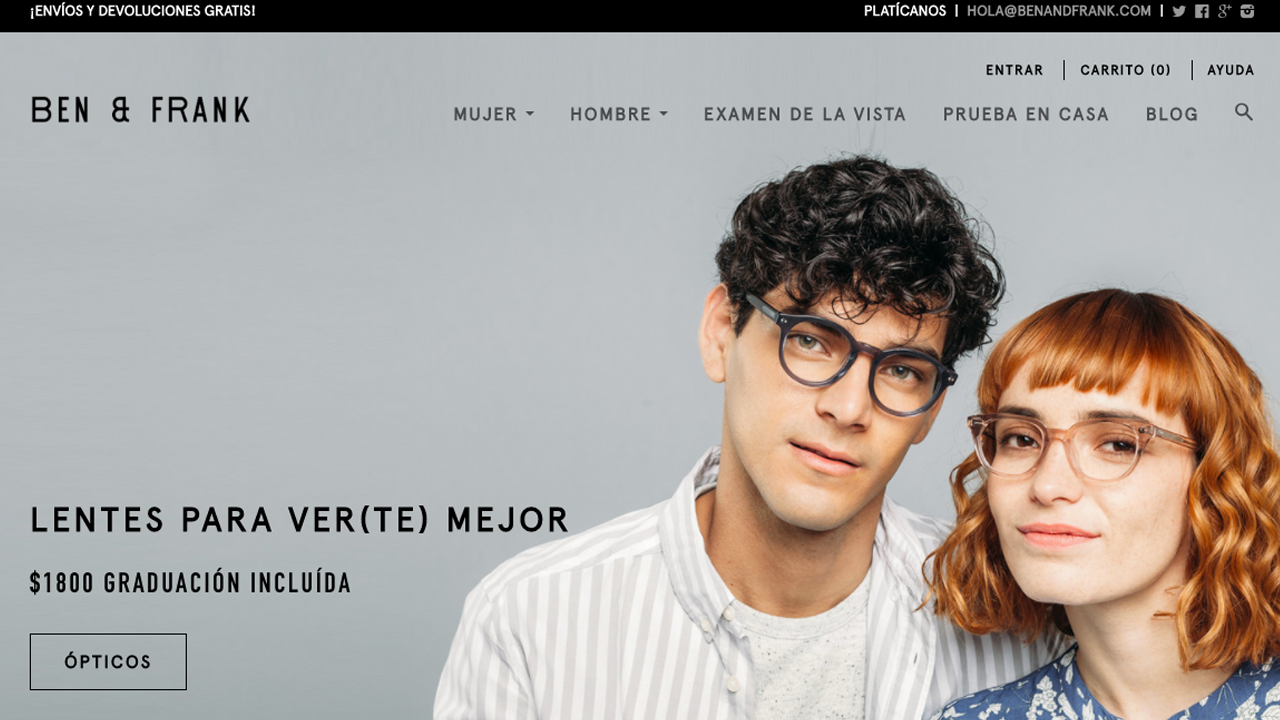 ¡ENVÍOS Y DEVOLUCIONES GRATIS!
PLATÍCANOS | HOLA@BENANDFRANK.COM |
ENTRAR | CARRITO (0) | AYUDA
BEN & FRANK
MUJER HOMBRE EXAMEN DE LA VISTA PRUEBA EN CASA BLOG
LENTES PARA VER(TE) MEJOR
$1800 GRADUACIÓN INCLUÍDA
ÓPTICOS